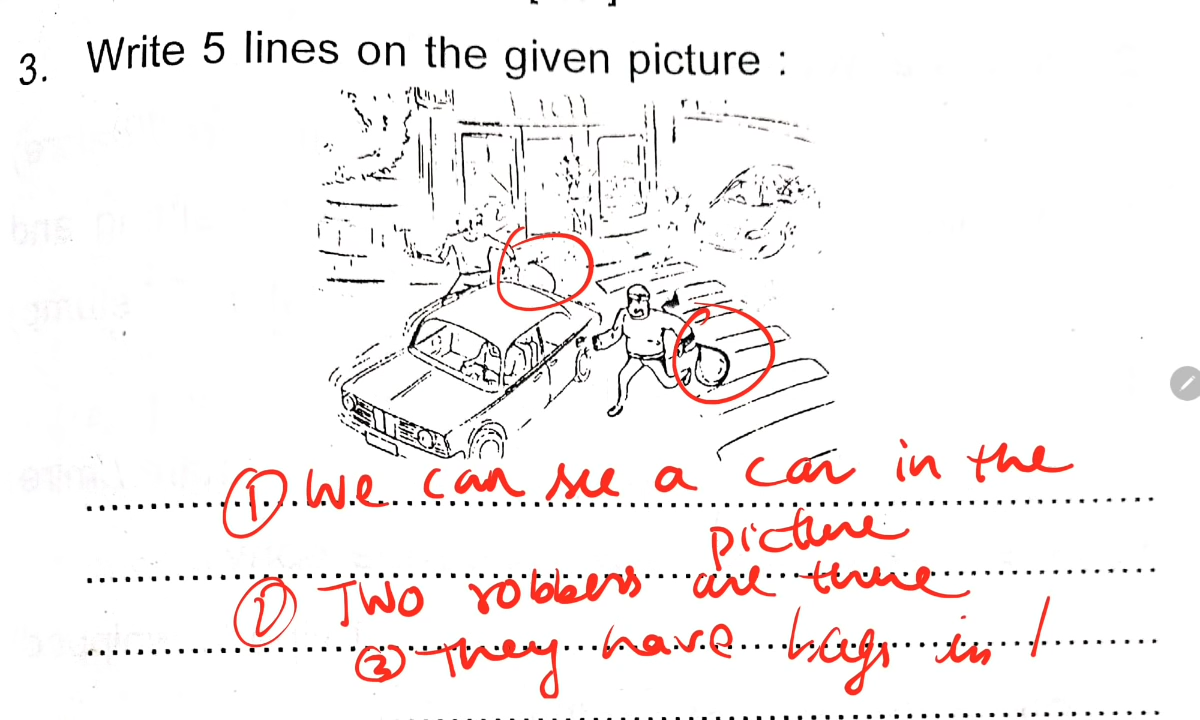 3. Write 5 lines on the given picture :
① We can see a car in the
picture
② Two robbers are there
③ They have bags in